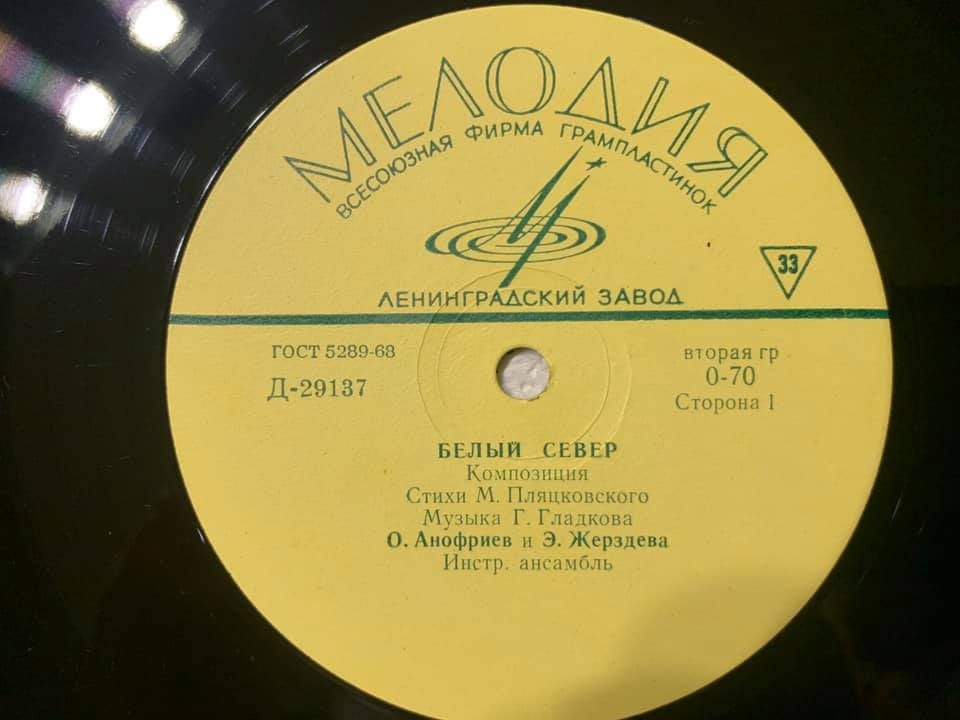 МЕЛОДИЯ
ВСЕСОЮЗНАЯ ФИРМА ГРАМПЛАСТИНОК
ЛЕНИНГРАДСКИЙ ЗАВОД
33
ГОСТ 5289-68
Д-29137
вторая гр
0-70
Сторона 1
БЕЛЫЙ СЕВЕР
Композиция
Стихи М. Пляцковского
Музыка Г. Гладкова
О. Анофриев и Э. Жерздева
Инстр. ансамбль